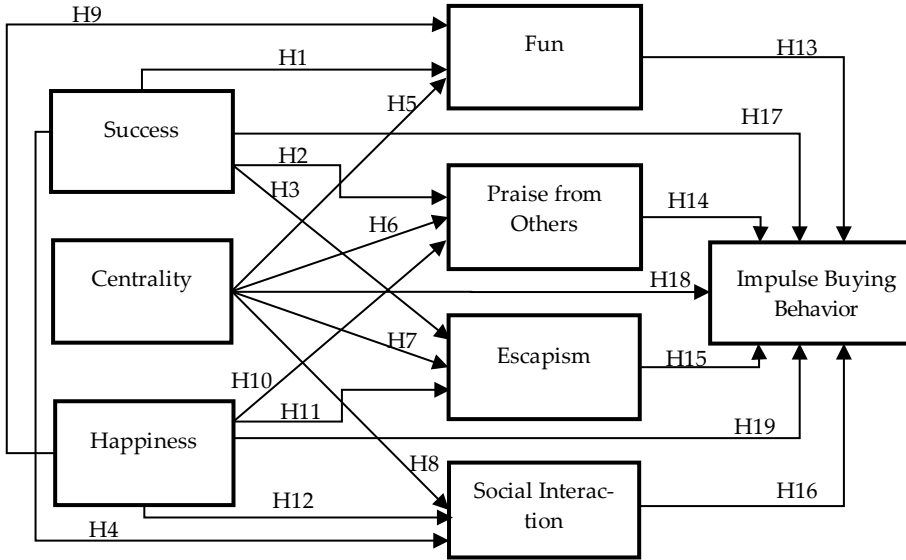 H9
Fun
H13
H1
H5
Success
H17
H2
H3
Praise from
Others
H14
H6
Centrality
H18
Impulse Buying
Behavior
H7
Escapism
H15
H10
H11
Happiness
H19
H8
Social Interac-
tion
H16
H12
H4